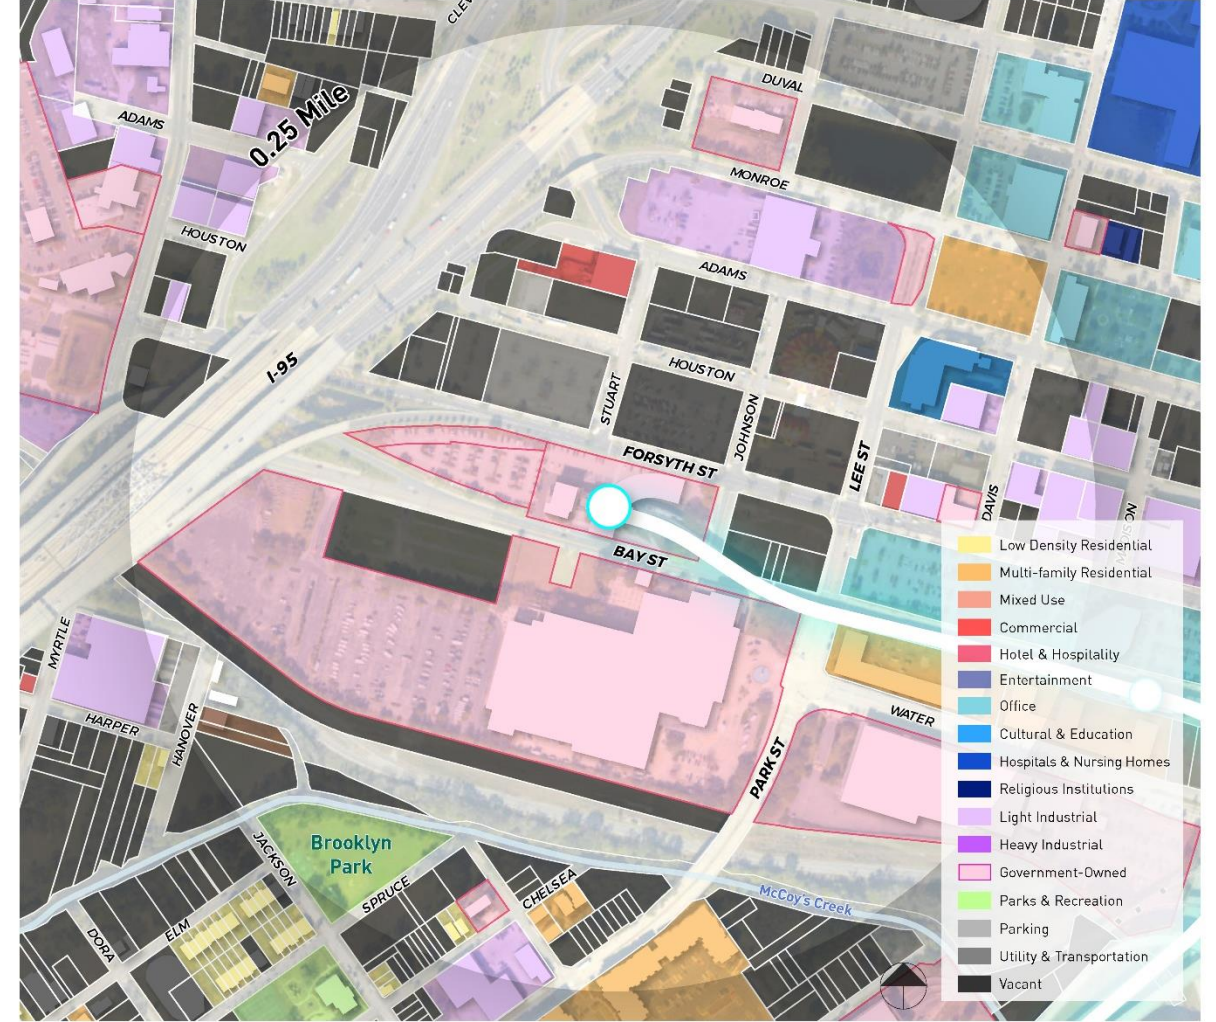 CLEV
DUVAL
ADAMS
0.25 Mile
MONROE
HOUSTON
ADAMS
I-95
HOUSTON
STUART
JOHNSON
FORSYTH ST
LEE ST
DAVIS
MADISON
BAY ST
MYRTLE
HARPER
HANOVER
WATER
PARK ST
Brooklyn
Park
JACKSON
SPRUCE
CHELSEA
McCoy's Creek
ELM
DORA
Low Density Residential
Multi-family Residential
Mixed Use
Commercial
Hotel & Hospitality
Entertainment
Office
Cultural & Education
Hospitals & Nursing Homes
Religious Institutions
Light Industrial
Heavy Industrial
Government-Owned
Parks & Recreation
Parking
Utility & Transportation
Vacant